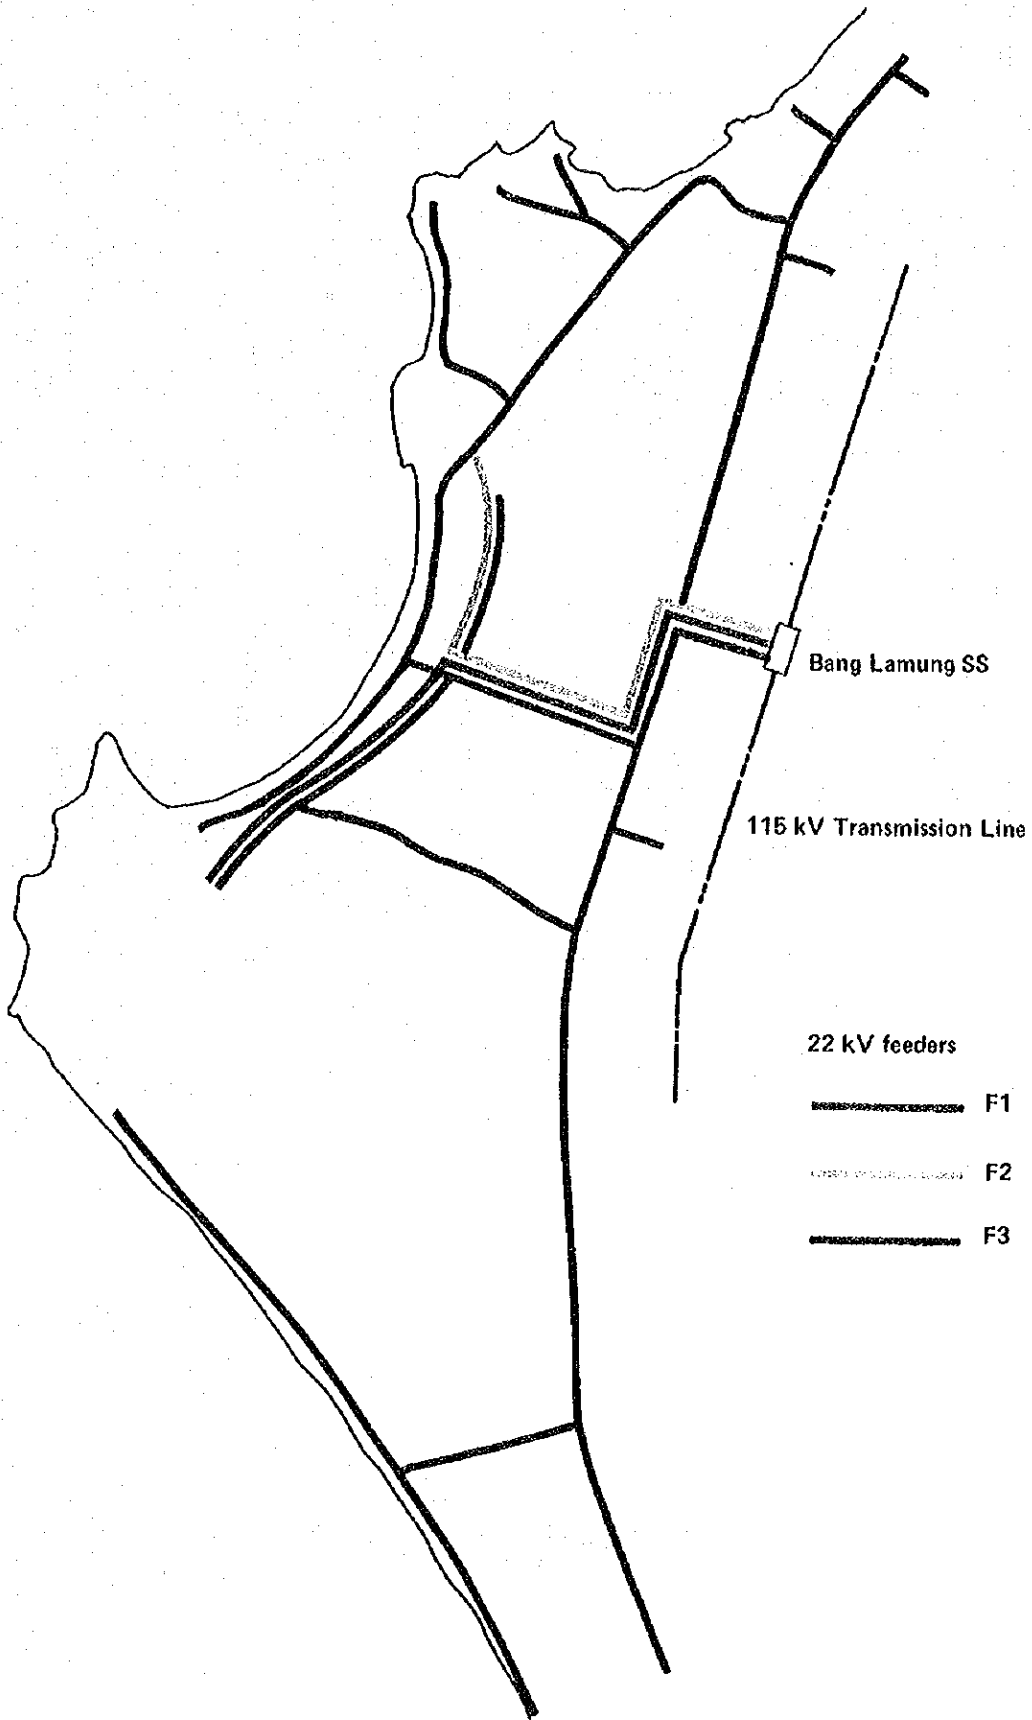 Bang Lamung SS
115 kV Transmission Line
22 kV feeders
F1
F2
F3